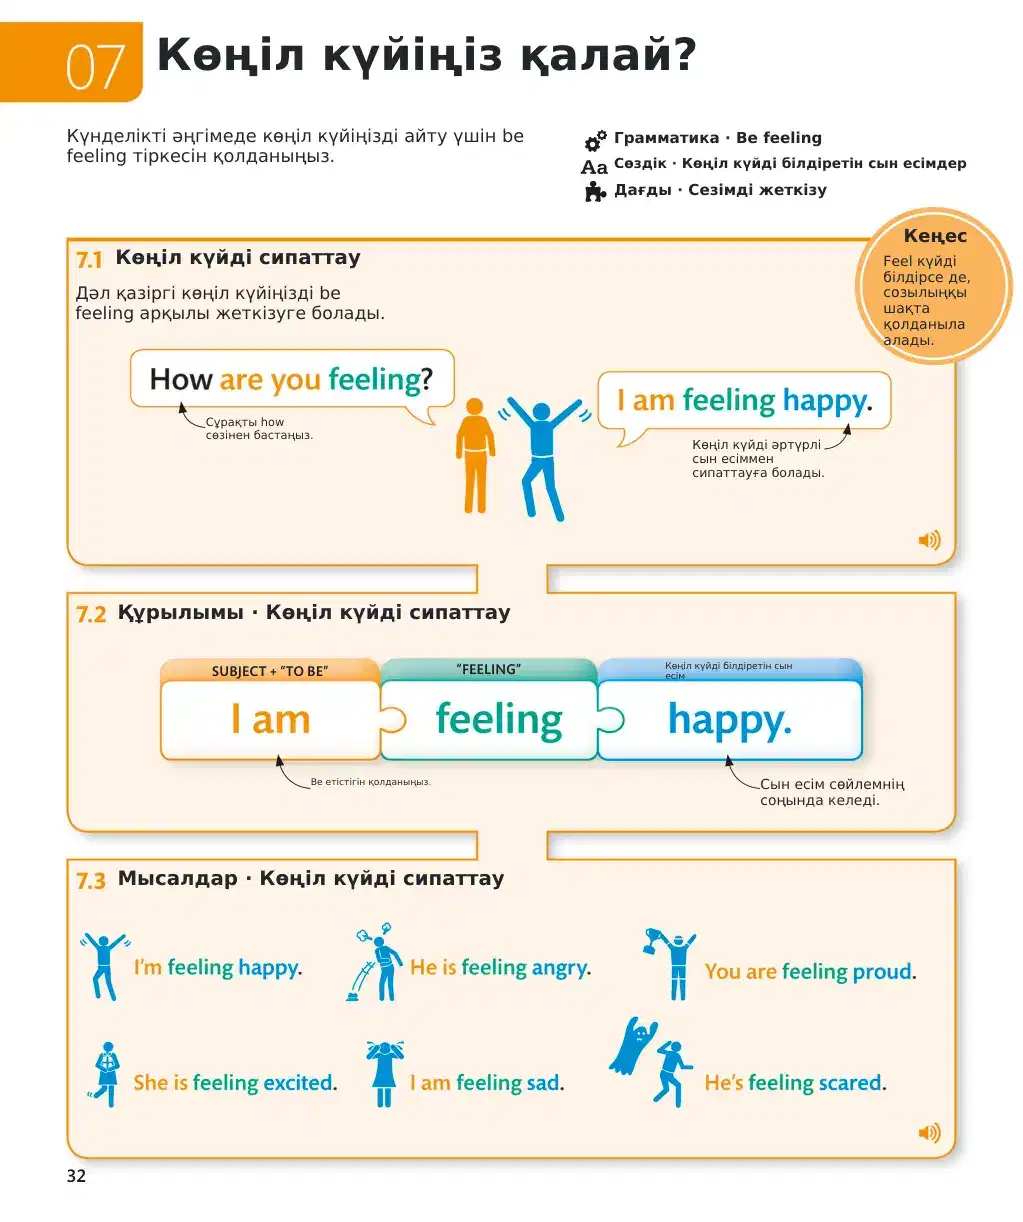 07
Көңіл күйіңіз қалай?
Күнделікті әңгімеде көңіл күйіңізді айту үшін be
feeling тіркесін қолданыңыз.
Грамматика · Be feeling
Aa Сөздік · Көңіл күйді білдіретін сын есімдер
Дағды · Сезімді жеткізу
Кеңес
Feel күйді
білдірсе де,
созылыңқы
шақта
қолданыла
алады.
7.1 Көңіл күйді сипаттау
Дәл қазіргі көңіл күйіңізді be
feeling арқылы жеткізуге болады.
How are you feeling?
Сұрақты how
сөзінен бастаңыз.
I am feeling happy.
Көңіл күйді әртүрлі
сын есіммен
сипаттауға болады.
7.2 Құрылымы · Көңіл күйді сипаттау
SUBJECT + “TO BE”
“FEELING”
Көңіл күйді білдіретін сын
есім
I am
feeling
happy.
Be етістігін қолданыңыз.
Сын есім сөйлемнің
соңында келеді.
7.3 Мысалдар · Көңіл күйді сипаттау
I’m feeling happy.
He is feeling angry.
You are feeling proud.
She is feeling excited.
I am feeling sad.
He’s feeling scared.
32